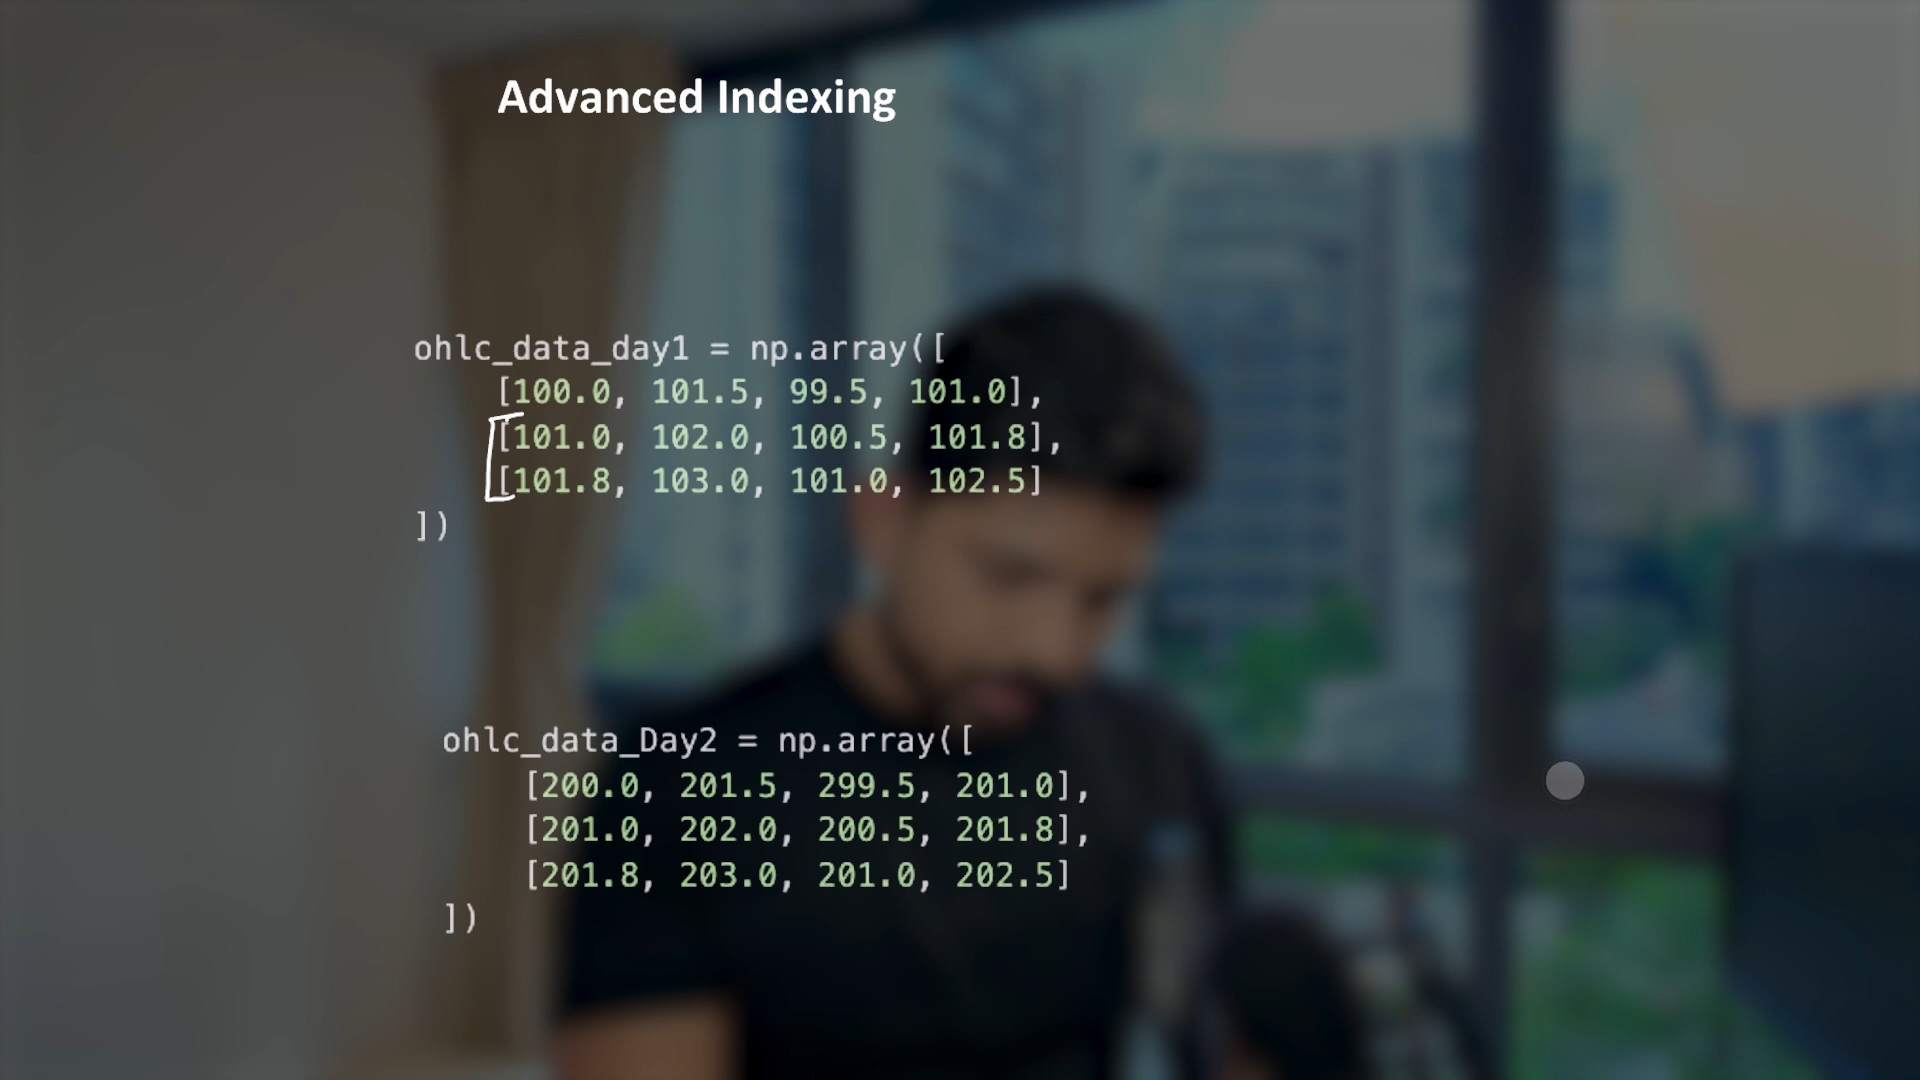 Advanced Indexing
ohlc_data_day1 = np.array([
[100.0, 101.5, 99.5, 101.0],
[101.0, 102.0, 100.5, 101.8],
[101.8, 103.0, 101.0, 102.5]
])
ohlc_data_Day2 = np.array([
[200.0, 201.5, 299.5, 201.0],
[201.0, 202.0, 200.5, 201.8],
[201.8, 203.0, 201.0, 202.5]
])